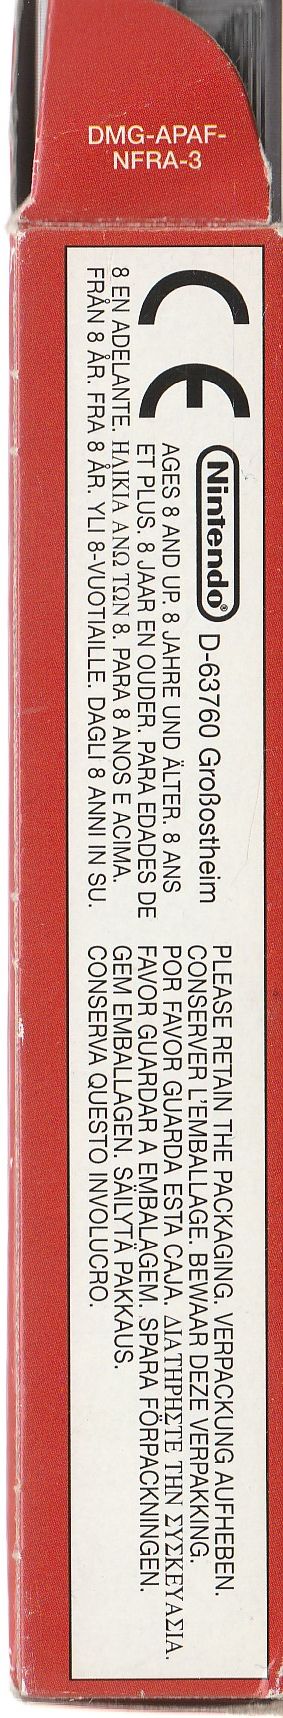 DMG-APAF-
NFRA-3
CE
Nintendo® D-63760 Großostheim
AGES 8 AND UP. 8 JAHRE UND ÄLTER. 8 ANS
ET PLUS. 8 JAAR EN OUDER. PARA EDADES DE
8 EN ADELANTE. ΗΛΙΚΙΑ ΑΝΩ ΤΩΝ 8. PARA 8 ANOS E ACIMA.
FRÅN 8 ÅR. FRA 8 ÅR. YLI 8-VUOTIAILLE. DAGLI 8 ANNI IN SU.
PLEASE RETAIN THE PACKAGING. VERPACKUNG AUFHEBEN.
CONSERVER L'EMBALLAGE. BEWAAR DEZE VERPAKKING.
POR FAVOR GUARDA ESTA CAJA. ΔΙΑΤΗΡΗΣΤΕ ΤΗΝ ΣΥΣΚΕΥΑΣΙΑ.
FAVOR GUARDAR A EMBALAGEM. SPARA FÖRPACKNINGEN.
GEM EMBALLAGEN. SÄILYTÄ PAKKAUS.
CONSERVA QUESTO INVOLUCRO.